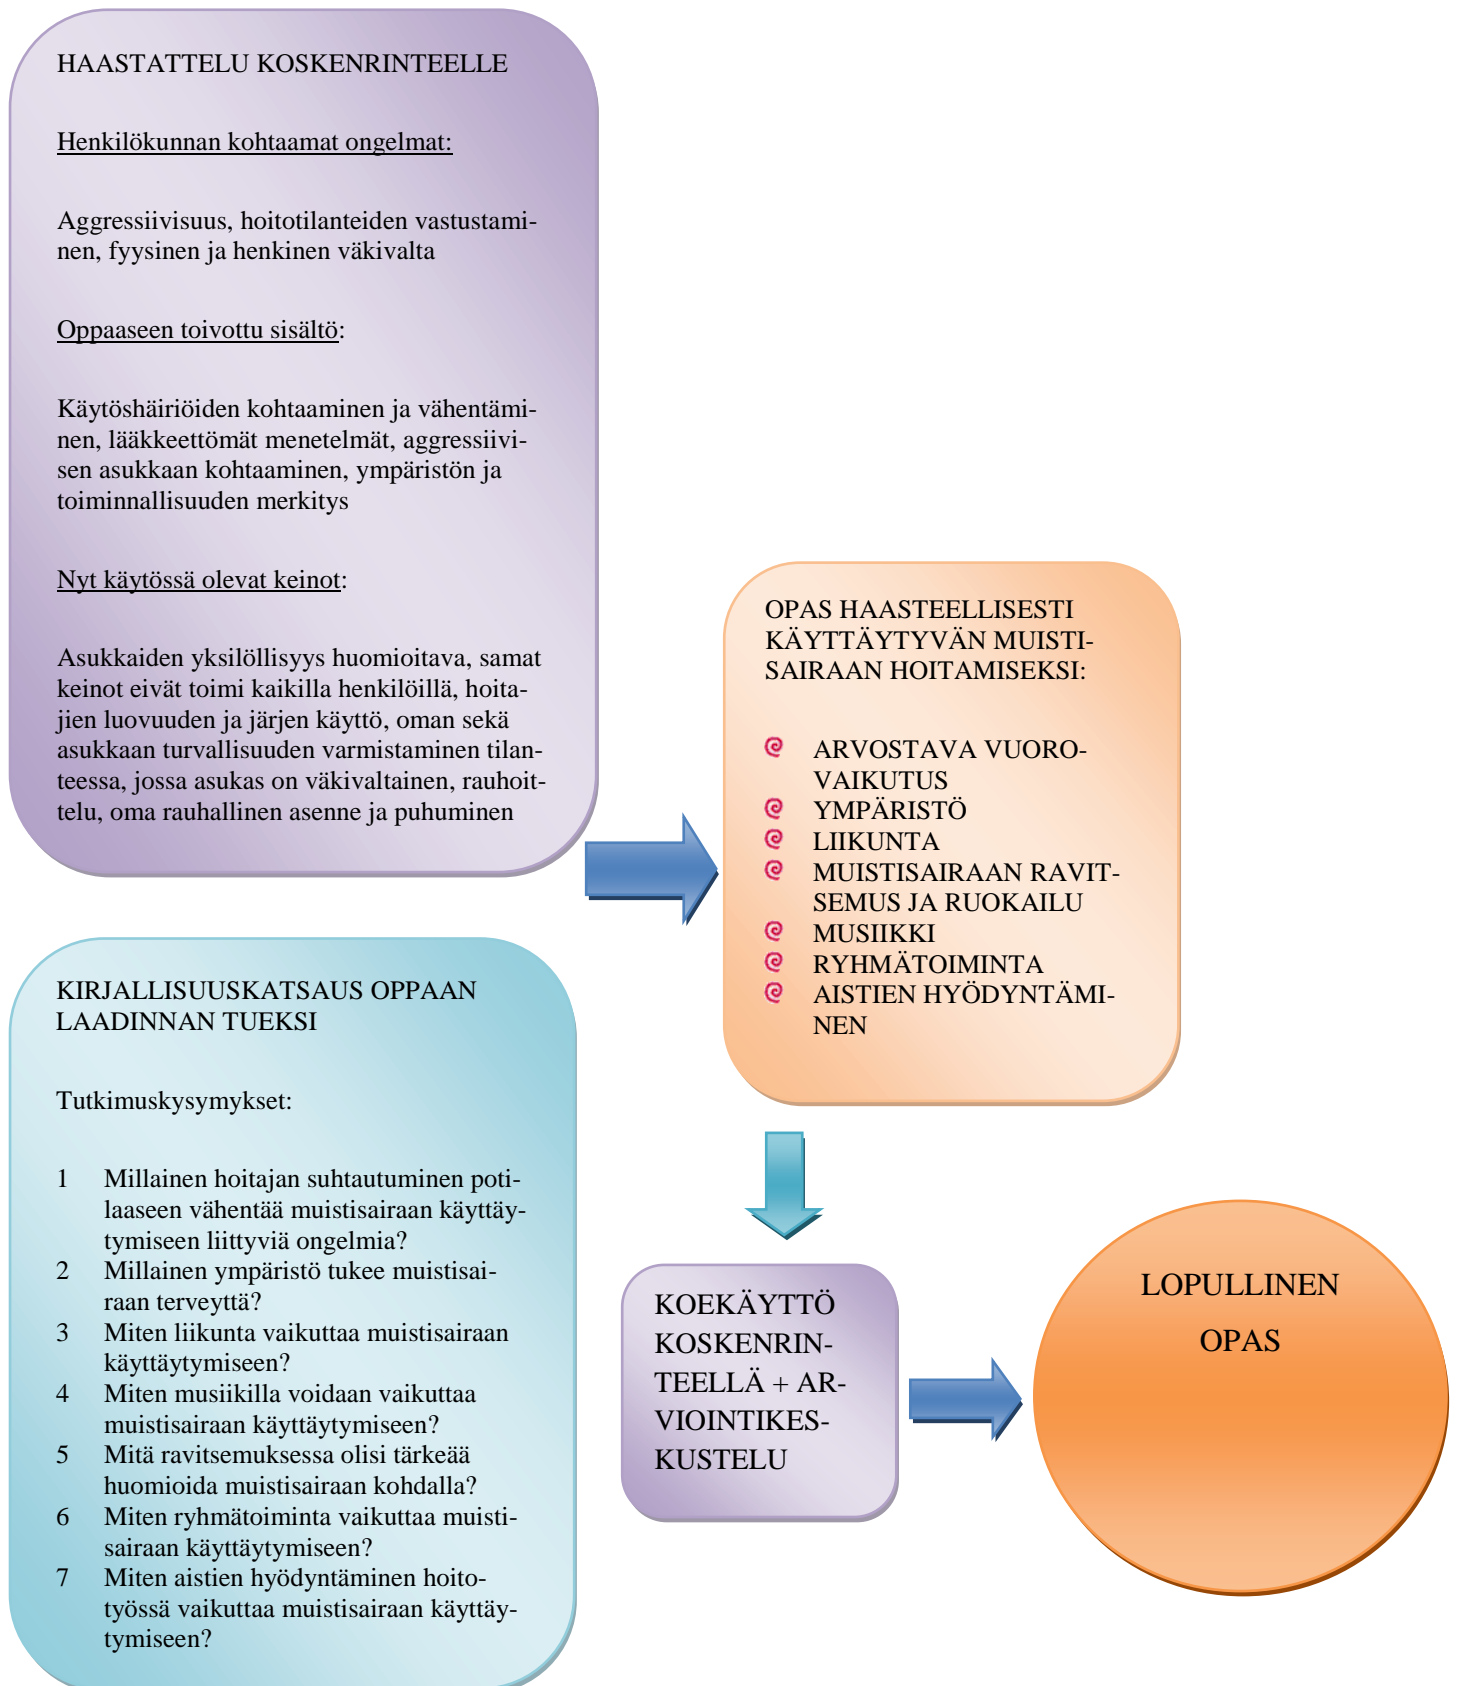 HAASTATTELU KOSKENRINTEELLE
Henkilökunnan kohtaamat ongelmat:
Aggressiivisuus, hoitotilanteiden vastustami-
nen, fyysinen ja henkinen väkivalta
Oppaaseen toivottu sisältö:
Käytöshäiriöiden kohtaaminen ja vähentämi-
nen, lääkkeettömät menetelmät, aggressiivi-
sen asukkaan kohtaaminen, ympäristön ja
toiminnallisuuden merkitys
Nyt käytössä olevat keinot:
Asukkaiden yksilöllisyys huomioitava, samat
keinot eivät toimi kaikilla henkilöillä, hoita-
jien luovuuden ja järjen käyttö, oman sekä
asukkaan turvallisuuden varmistaminen tilan-
teessa, jossa asukas on väkivaltainen, rauhoit-
telu, oma rauhallinen asenne ja puhuminen
KIRJALLISUUSKATSAUS OPPAAN
LAADINNAN TUEKSI
Tutkimuskysymykset:
1 Millainen hoitajan suhtautuminen poti-
laaseen vähentää muistisairaan käyttäy-
tymiseen liittyviä ongelmia?
2 Millainen ympäristö tukee muistisai-
raan terveyttä?
3 Miten liikunta vaikuttaa muistisairaan
käyttäytymiseen?
4 Miten musiikilla voidaan vaikuttaa
muistisairaan käyttäytymiseen?
5 Mitä ravitsemuksessa olisi tärkeää
huomioida muistisairaan kohdalla?
6 Miten ryhmätoiminta vaikuttaa muisti-
sairaan käyttäytymiseen?
7 Miten aistien hyödyntäminen hoito-
työssä vaikuttaa muistisairaan käyttäy-
tymiseen?
OPAS HAASTEELLISESTI
KÄYTTÄYTYVÄN MUISTI-
SAIRAAN HOITAMISEKSI:
ARVOSTAVA VUORO-
VAIKUTUS
YMPÄRISTÖ
LIIKUNTA
MUISTISAIRAAN RAVIT-
SEMUS JA RUOKAILU
MUSIIKKI
RYHMÄTOIMINTA
AISTIEN HYÖDYNTÄMI-
NEN
KOEKÄYTTÖ
KOSKENRIN-
TEELLÄ + AR-
VIOINTIKES-
KUSTELU
LOPULLINEN
OPAS